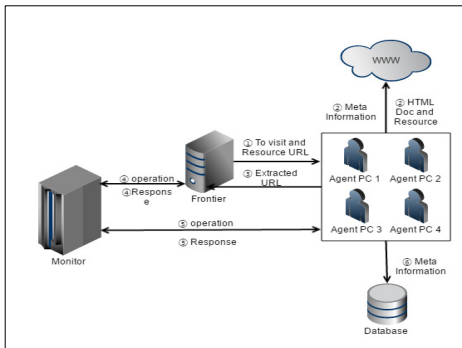 WWW
② Meta
Information
② HTML
Doc and
Resource
① To visit and
Resource URL
③ Extracted
URL
Agent PC 1
Agent PC 2
Agent PC 3
Agent PC 4
Frontier
④ operation
④Respons
e
⑤ operation
⑤ Response
Monitor
⑥ Meta
Information
Database